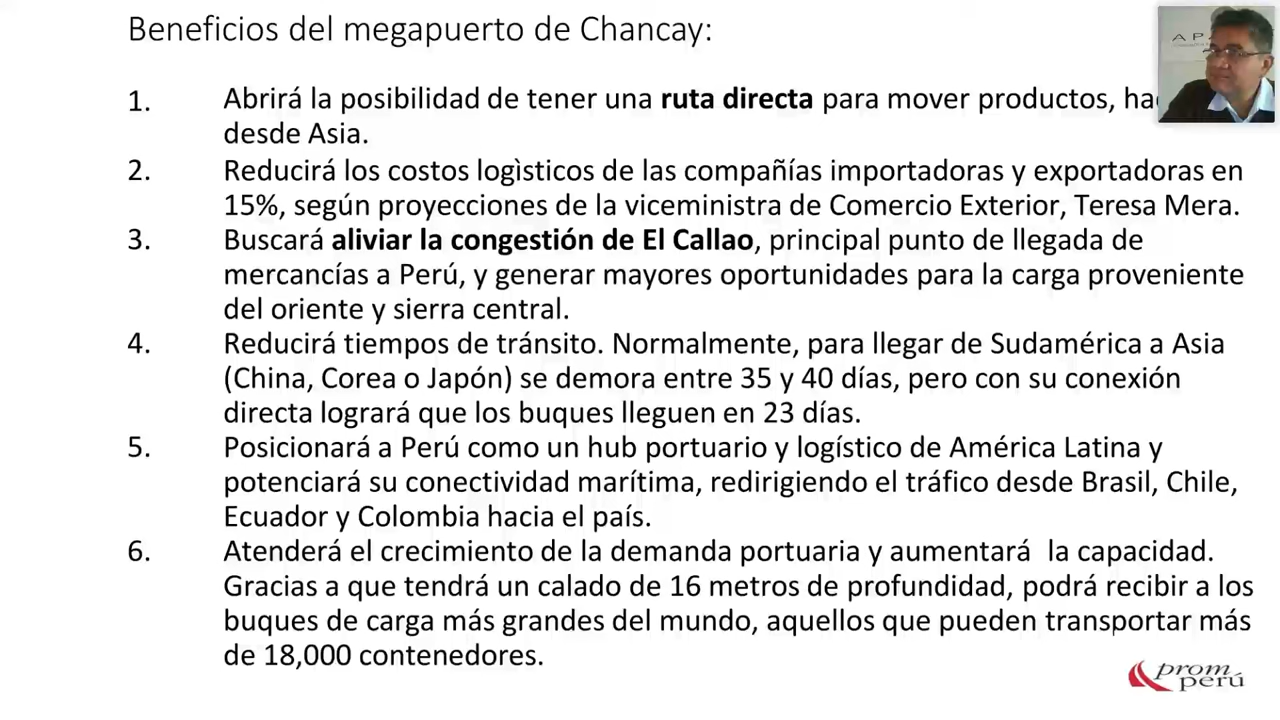 Beneficios del megapuerto de Chancay:
1. Abrirá la posibilidad de tener una ruta directa para mover productos,
desde Asia.
2. Reducirá los costos logìsticos de las compañías importadoras y exportadoras en
15%, según proyecciones de la viceministra de Comercio Exterior, Teresa Mera.
3. Buscará aliviar la congestión de El Callao, principal punto de llegada de
mercancías a Perú, y generar mayores oportunidades para la carga proveniente
del oriente y sierra central.
4. Reducirá tiempos de tránsito. Normalmente, para llegar de Sudamérica a Asia
(China, Corea o Japón) se demora entre 35 y 40 días, pero con su conexión
directa logrará que los buques lleguen en 23 días.
5. Posicionará a Perú como un hub portuario y logístico de América Latina y
potenciará su conectividad marítima, redirigiendo el tráfico desde Brasil, Chile,
Ecuador y Colombia hacia el país.
6. Atenderá el crecimiento de la demanda portuaria y aumentará la capacidad.
Gracias a que tendrá un calado de 16 metros de profundidad, podrá recibir a los
buques de carga más grandes del mundo, aquellos que pueden transportar más
de 18,000 contenedores.
prom
perú